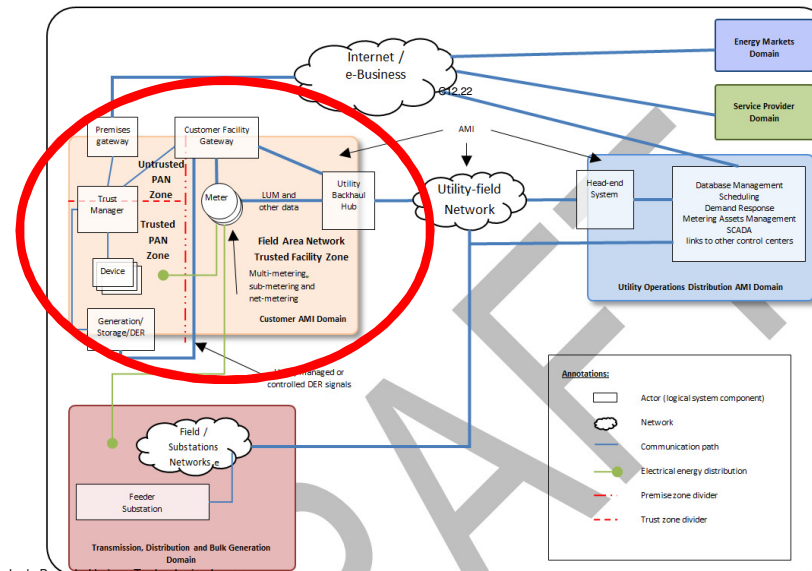 Internet /
e-Business
C12.22
Energy Markets
Domain
Service Provider
Domain
AMI
Premises
gateway
Customer Facility
Gateway
Untrusted
PAN
Zone
Trust
Manager
Trusted
PAN
Zone
Meter
LUM and
other data
Utility
Backhaul
Hub
Utility-field
Network
Head-end
System
Database Management
Scheduling
Demand Response
Metering Assets Management
SCADA
links to other control centers
Utility Operations Distribution AMI Domain
Field Area Network
Trusted Facility Zone
Multi-metering,
sub-metering and
net-metering
Device
Customer AMI Domain
Generation/
Storage/DER
managed or
controlled DER signals
Field /
Substations
Networks
Feeder
Substation
Transmission, Distribution and Bulk Generation
Domain
Annotations:
Actor (logical system component)
Network
Communication path
Electrical energy distribution
Premise zone divider
Trust zone divider